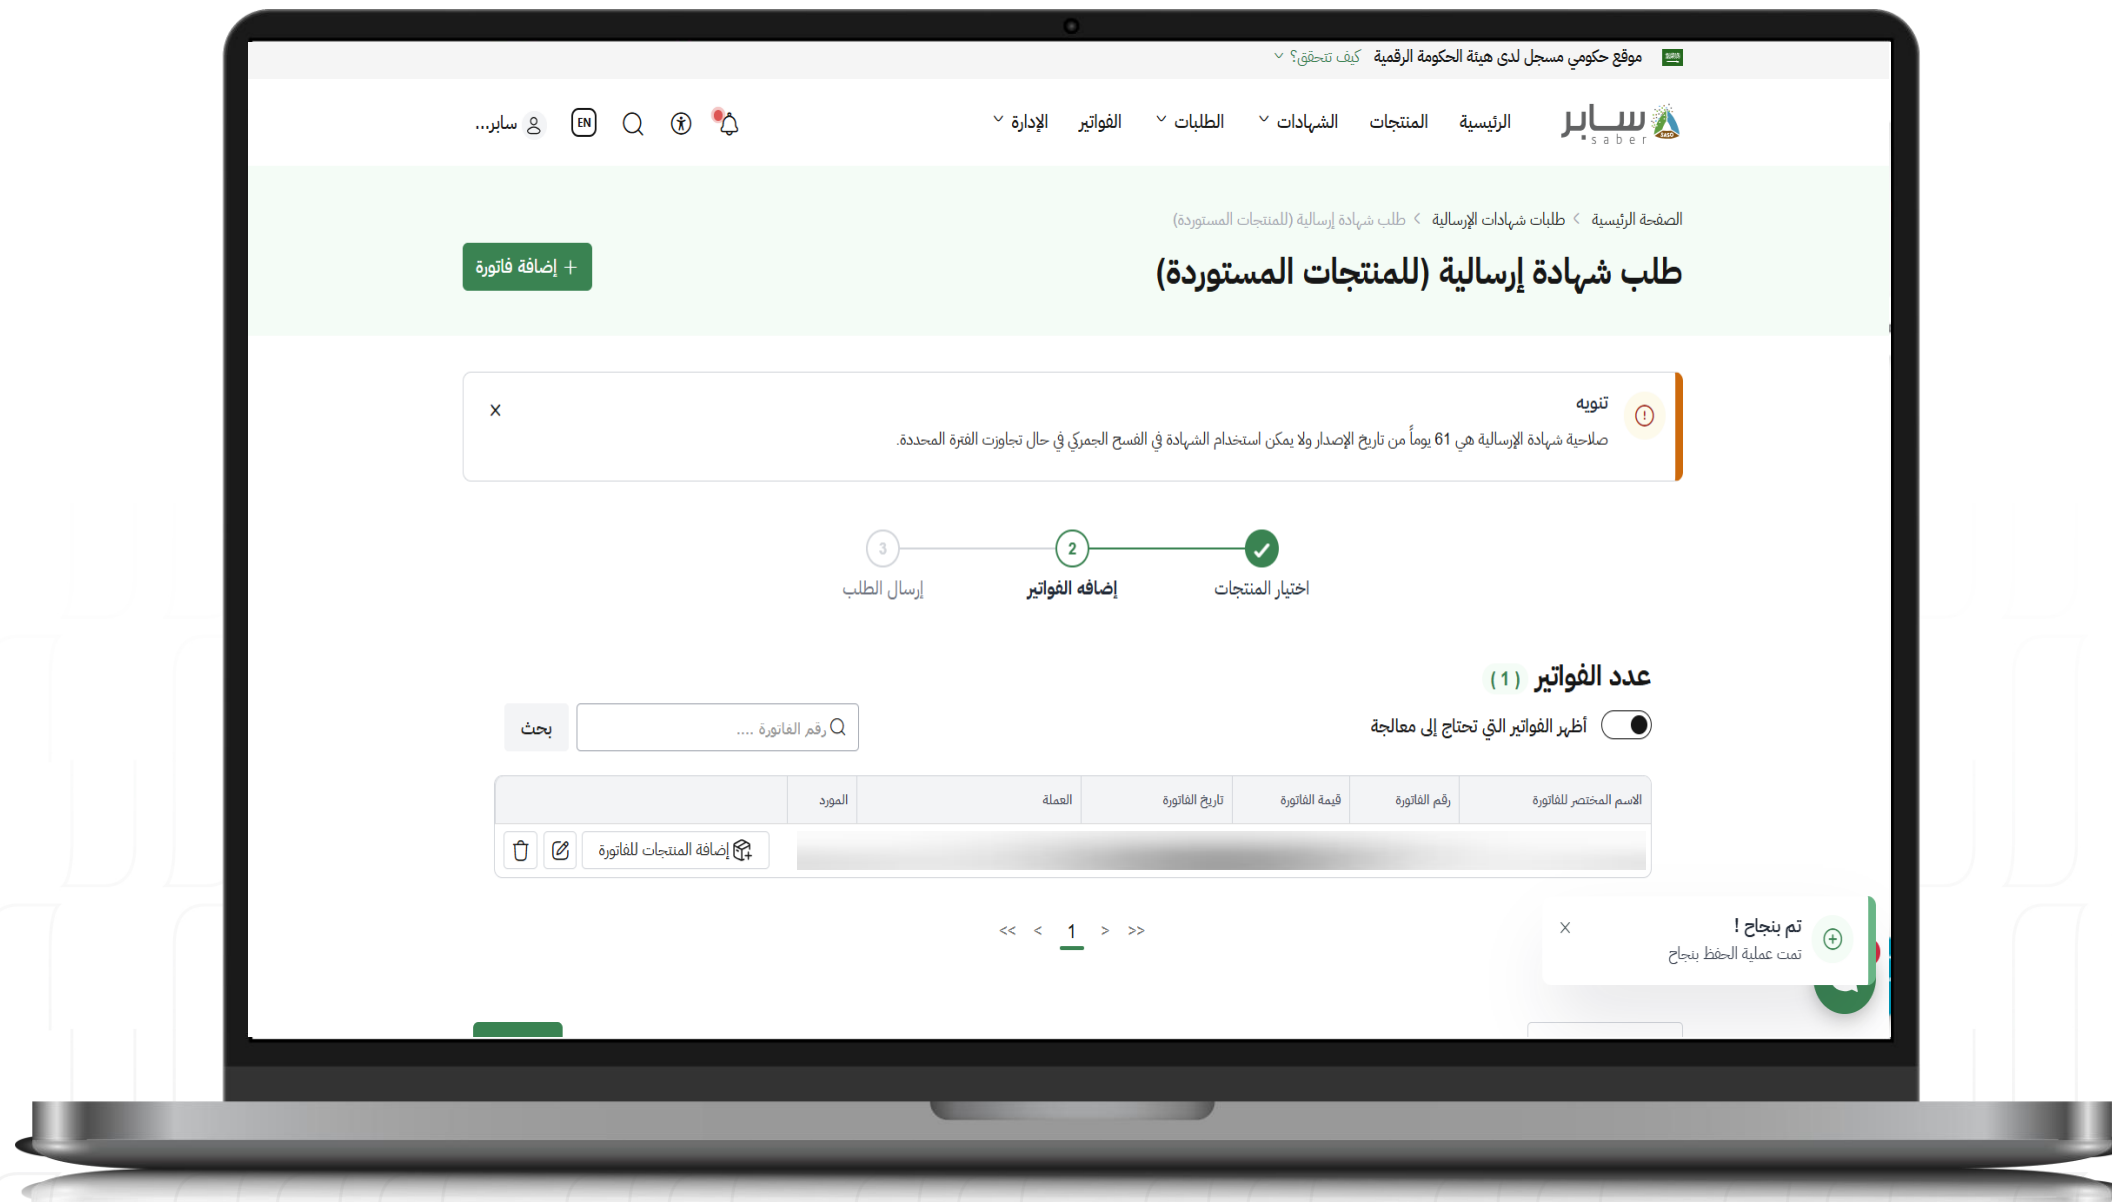 موقع حكومي مسجل لدى هيئة الحكومة الرقمية كيف تتحقق؟
سابر
saber
SASO
الرئيسية المنتجات الشهادات الطلبات الفواتير الإدارة EN سابر...
الصفحة الرئيسية > طلبات شهادات الإرسالية > طلب شهادة إرسالية (للمنتجات المستوردة)
طلب شهادة إرسالية (للمنتجات المستوردة)
+ إضافة فاتورة
تنويه
صلاحية شهادة الإرسالية هي 61 يوماً من تاريخ الإصدار ولا يمكن استخدام الشهادة في الفسح الجمركي في حال تجاوزت الفترة المحددة.
2 3
اختيار المنتجات إضافه الفواتير إرسال الطلب
عدد الفواتير (1)
أظهر الفواتير التي تحتاج إلى معالجة
رقم الفاتورة .... بحث
الاسم المختصر للفاتورة رقم الفاتورة قيمة الفاتورة تاريخ الفاتورة العملة المورد
إضافة المنتجات للفاتورة
<< < 1 > >>
تم بنجاح !
تمت عملية الحفظ بنجاح